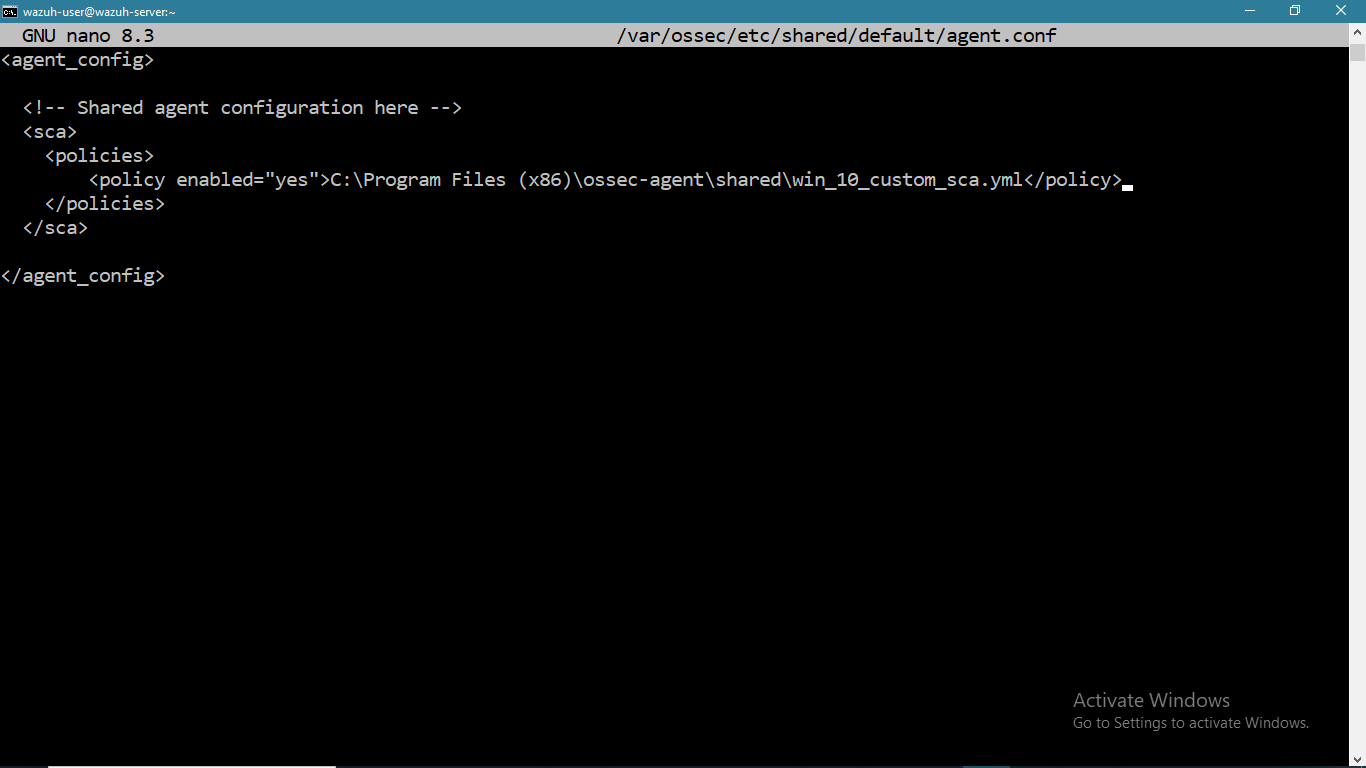 wazuh-user@wazuh-server:~
GNU nano 8.3 /var/ossec/etc/shared/default/agent.conf
<agent_config>
<!-- Shared agent configuration here -->
<sca>
<policies>
<policy enabled="yes">C:\Program Files (x86)\ossec-agent\shared\win_10_custom_sca.yml</policy>
</policies>
</sca>
</agent_config>
Activate Windows
Go to Settings to activate Windows.